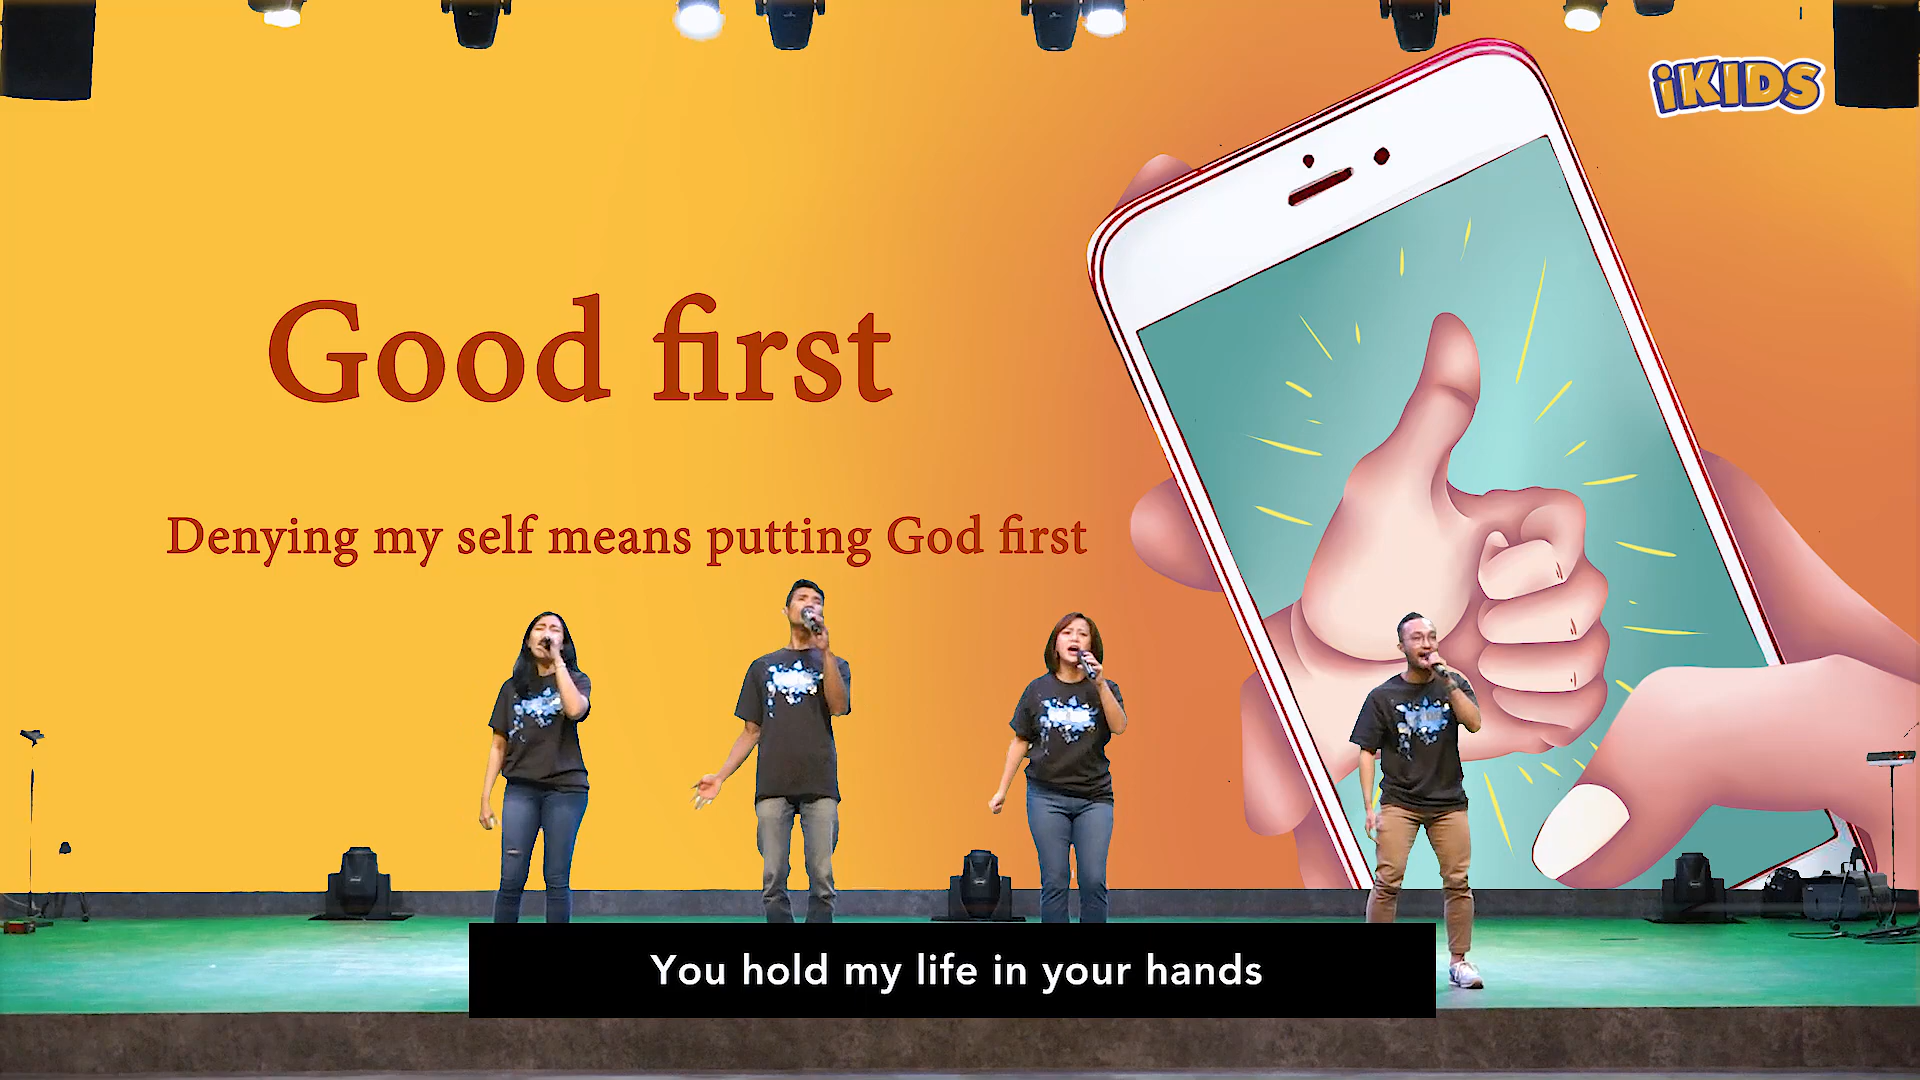 iKIDS
Good first
Denying my self means putting God first
You hold my life in your hands